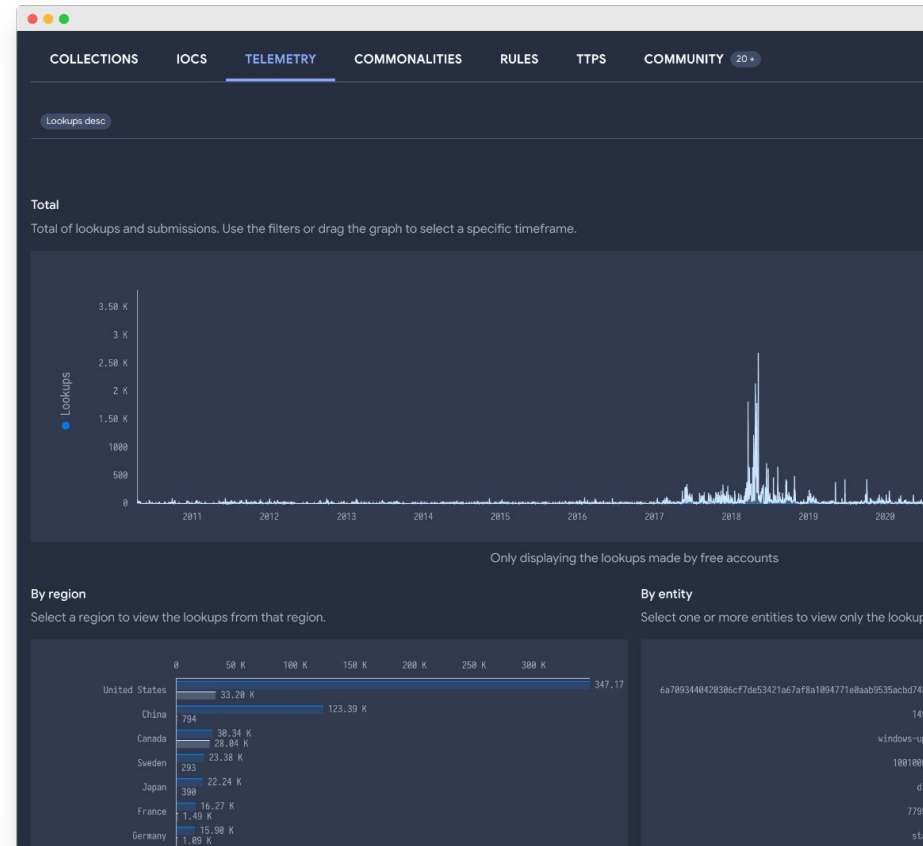 COLLECTIONS IOCS TELEMETRY COMMONALITIES RULES TTPS COMMUNITY 20+
Lookups desc
Total
Total of lookups and submissions. Use the filters or drag the graph to select a specific timeframe.
Lookups
3.50 K
3 K
2.50 K
2 K
1.50 K
1000
500
0
2011 2012 2013 2014 2015 2016 2017 2018 2019 2020
Only displaying the lookups made by free accounts
By region
Select a region to view the lookups from that region.
0 50 K 100 K 150 K 200 K 250 K 300 K
United States 347.17
33.20 K
China 123.39 K
794
Canada 30.34 K
28.04 K
Sweden 23.38 K
293
Japan 22.24 K
390
France 16.27 K
1.49 K
Germany 15.90 K
1.09 K
By entity
Select one or more entities to view only the lookup
windows-up